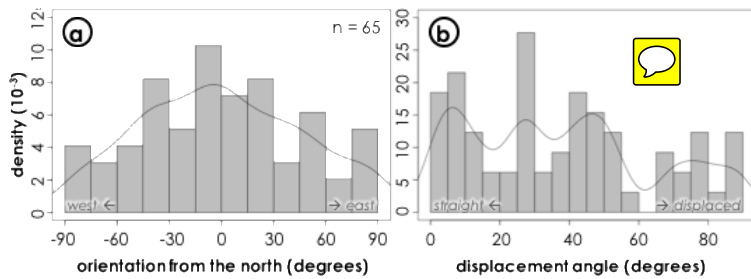 a
n = 65
density (10⁻³)
12
10
8
6
4
2
0
west ←
→ east
-90
-60
-30
0
30
60
90
orientation from the north (degrees)
b
30
25
20
15
10
5
0
straight ←
→ displaced
0
20
40
60
80
displacement angle (degrees)